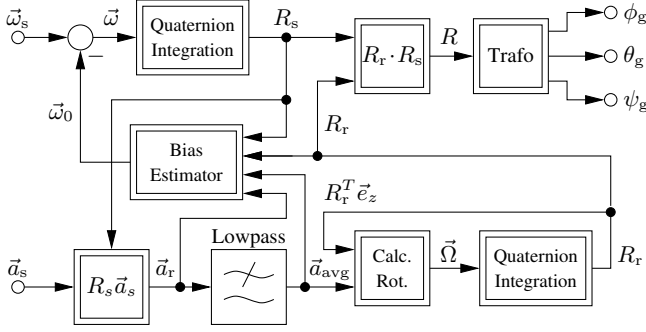 ω⃗s
ω⃗
Quaternion
Integration
Rs
Rr · Rs
R
Trafo
ϕg
θg
ψg
−
ω⃗0
Bias
Estimator
Rr
RrT e⃗z
a⃗s
Rs a⃗s
a⃗r
Lowpass
a⃗avg
Calc.
Rot.
Ω⃗
Quaternion
Integration
Rr